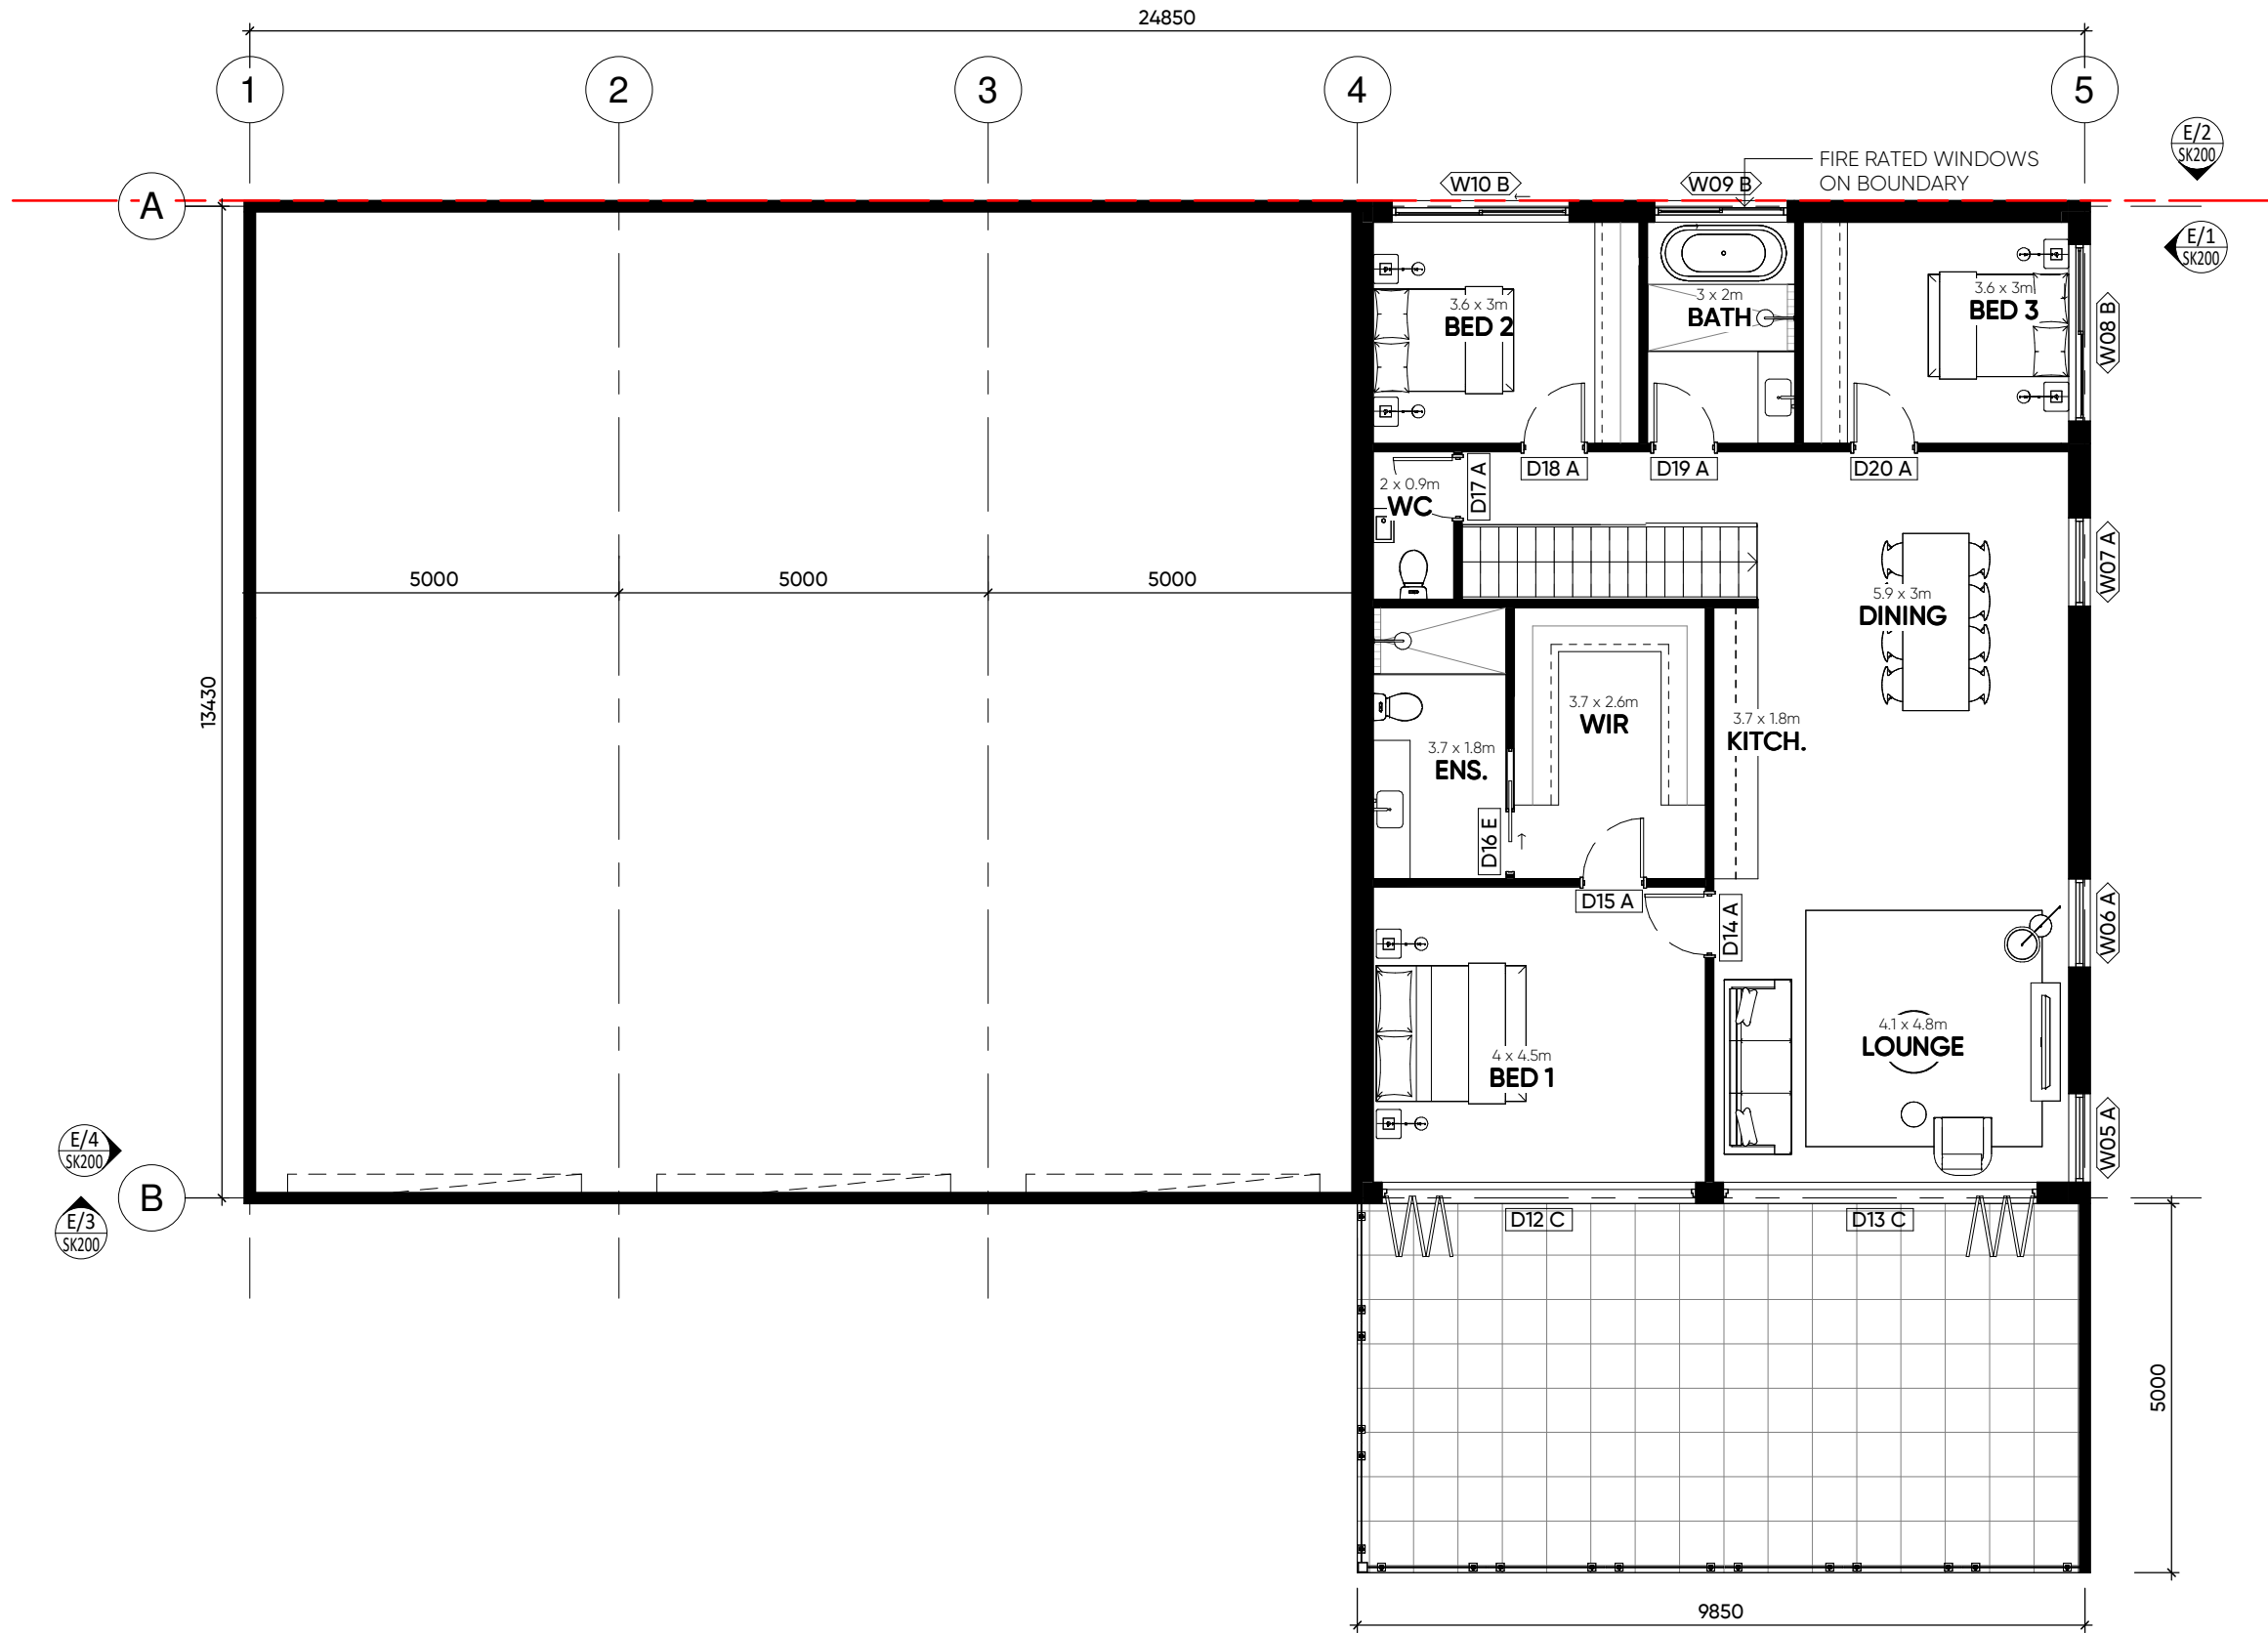 24850
1
2
3
4
5
E/2
SK200
FIRE RATED WINDOWS
ON BOUNDARY
W10 B
W09 B
A
E/1
SK200
3.6 x 3m
BED 2
3 x 2m
BATH
3.6 x 3m
BED 3
W08 B
D18 A
D19 A
D20 A
D17 A
2 x 0.9m
WC
W07 A
5000
5000
5000
5.9 x 3m
DINING
13430
3.7 x 2.6m
WIR
3.7 x 1.8m
KITCH.
3.7 x 1.8m
ENS.
D16 E
D15 A
D14 A
W06 A
4.1 x 4.8m
LOUNGE
4 x 4.5m
BED 1
W05 A
E/4
SK200
B
E/3
SK200
D12 C
D13 C
5000
9850